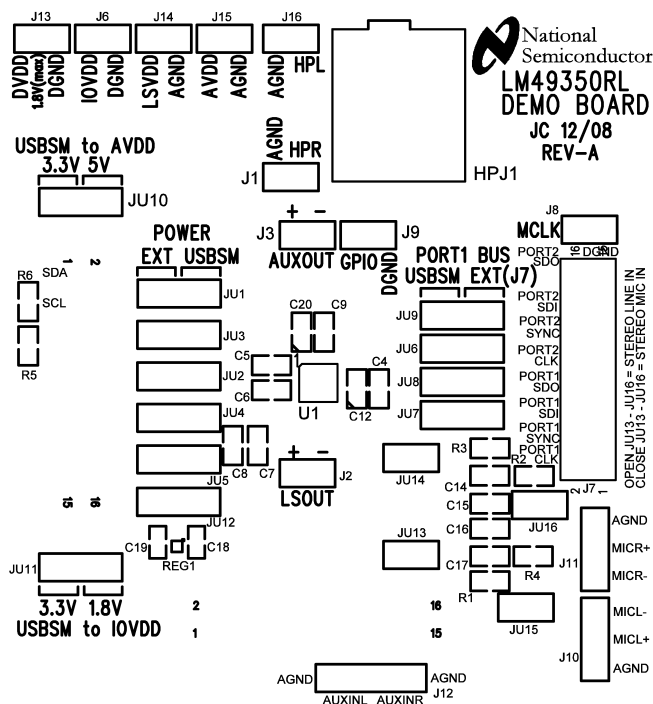 J13
J6
J14
J15
J16
DVDD
1.8V(max)
DGND
IOVDD
DGND
LSVDD
AGND
AVDD
AGND
AGND
HPL
National
Semiconductor
LM49350RL
DEMO BOARD
JC 12/08
REV-A
HPJ1
AGND
HPR
J1
USBSM to AVDD
3.3V 5V
JU10
+ -
J3
AUXOUT
GPIO
J9
DGND
J8
MCLK
DGND
16
PORT2
SDO
PORT2
SDI
PORT2
SYNC
PORT2
CLK
PORT1
SDO
PORT1
SDI
PORT1
SYNC
PORT1
CLK
OPEN JU13 - JU16 = STEREO LINE IN
CLOSE JU13 - JU16 = STEREO MIC IN
J7
2
1
POWER
EXT USBSM
JU1
JU3
JU2
JU4
JU5
JU12
1
2
R6
SDA
SCL
R5
15
16
PORT1 BUS
USBSM EXT(J7)
JU9
JU6
JU8
JU7
C20
C9
C5
C6
1
U1
C4
C12
C8
C7
+ -
J2
LSOUT
JU14
JU13
R3
C14
C15
C16
C17
R1
R2
JU16
R4
JU15
C19
C18
REG1
JU11
3.3V 1.8V
USBSM to IOVDD
2
1
16
15
J11
AGND
MICR+
MICR-
J10
MICL-
MICL+
AGND
AGND
AGND
J12
AUXINL AUXINR